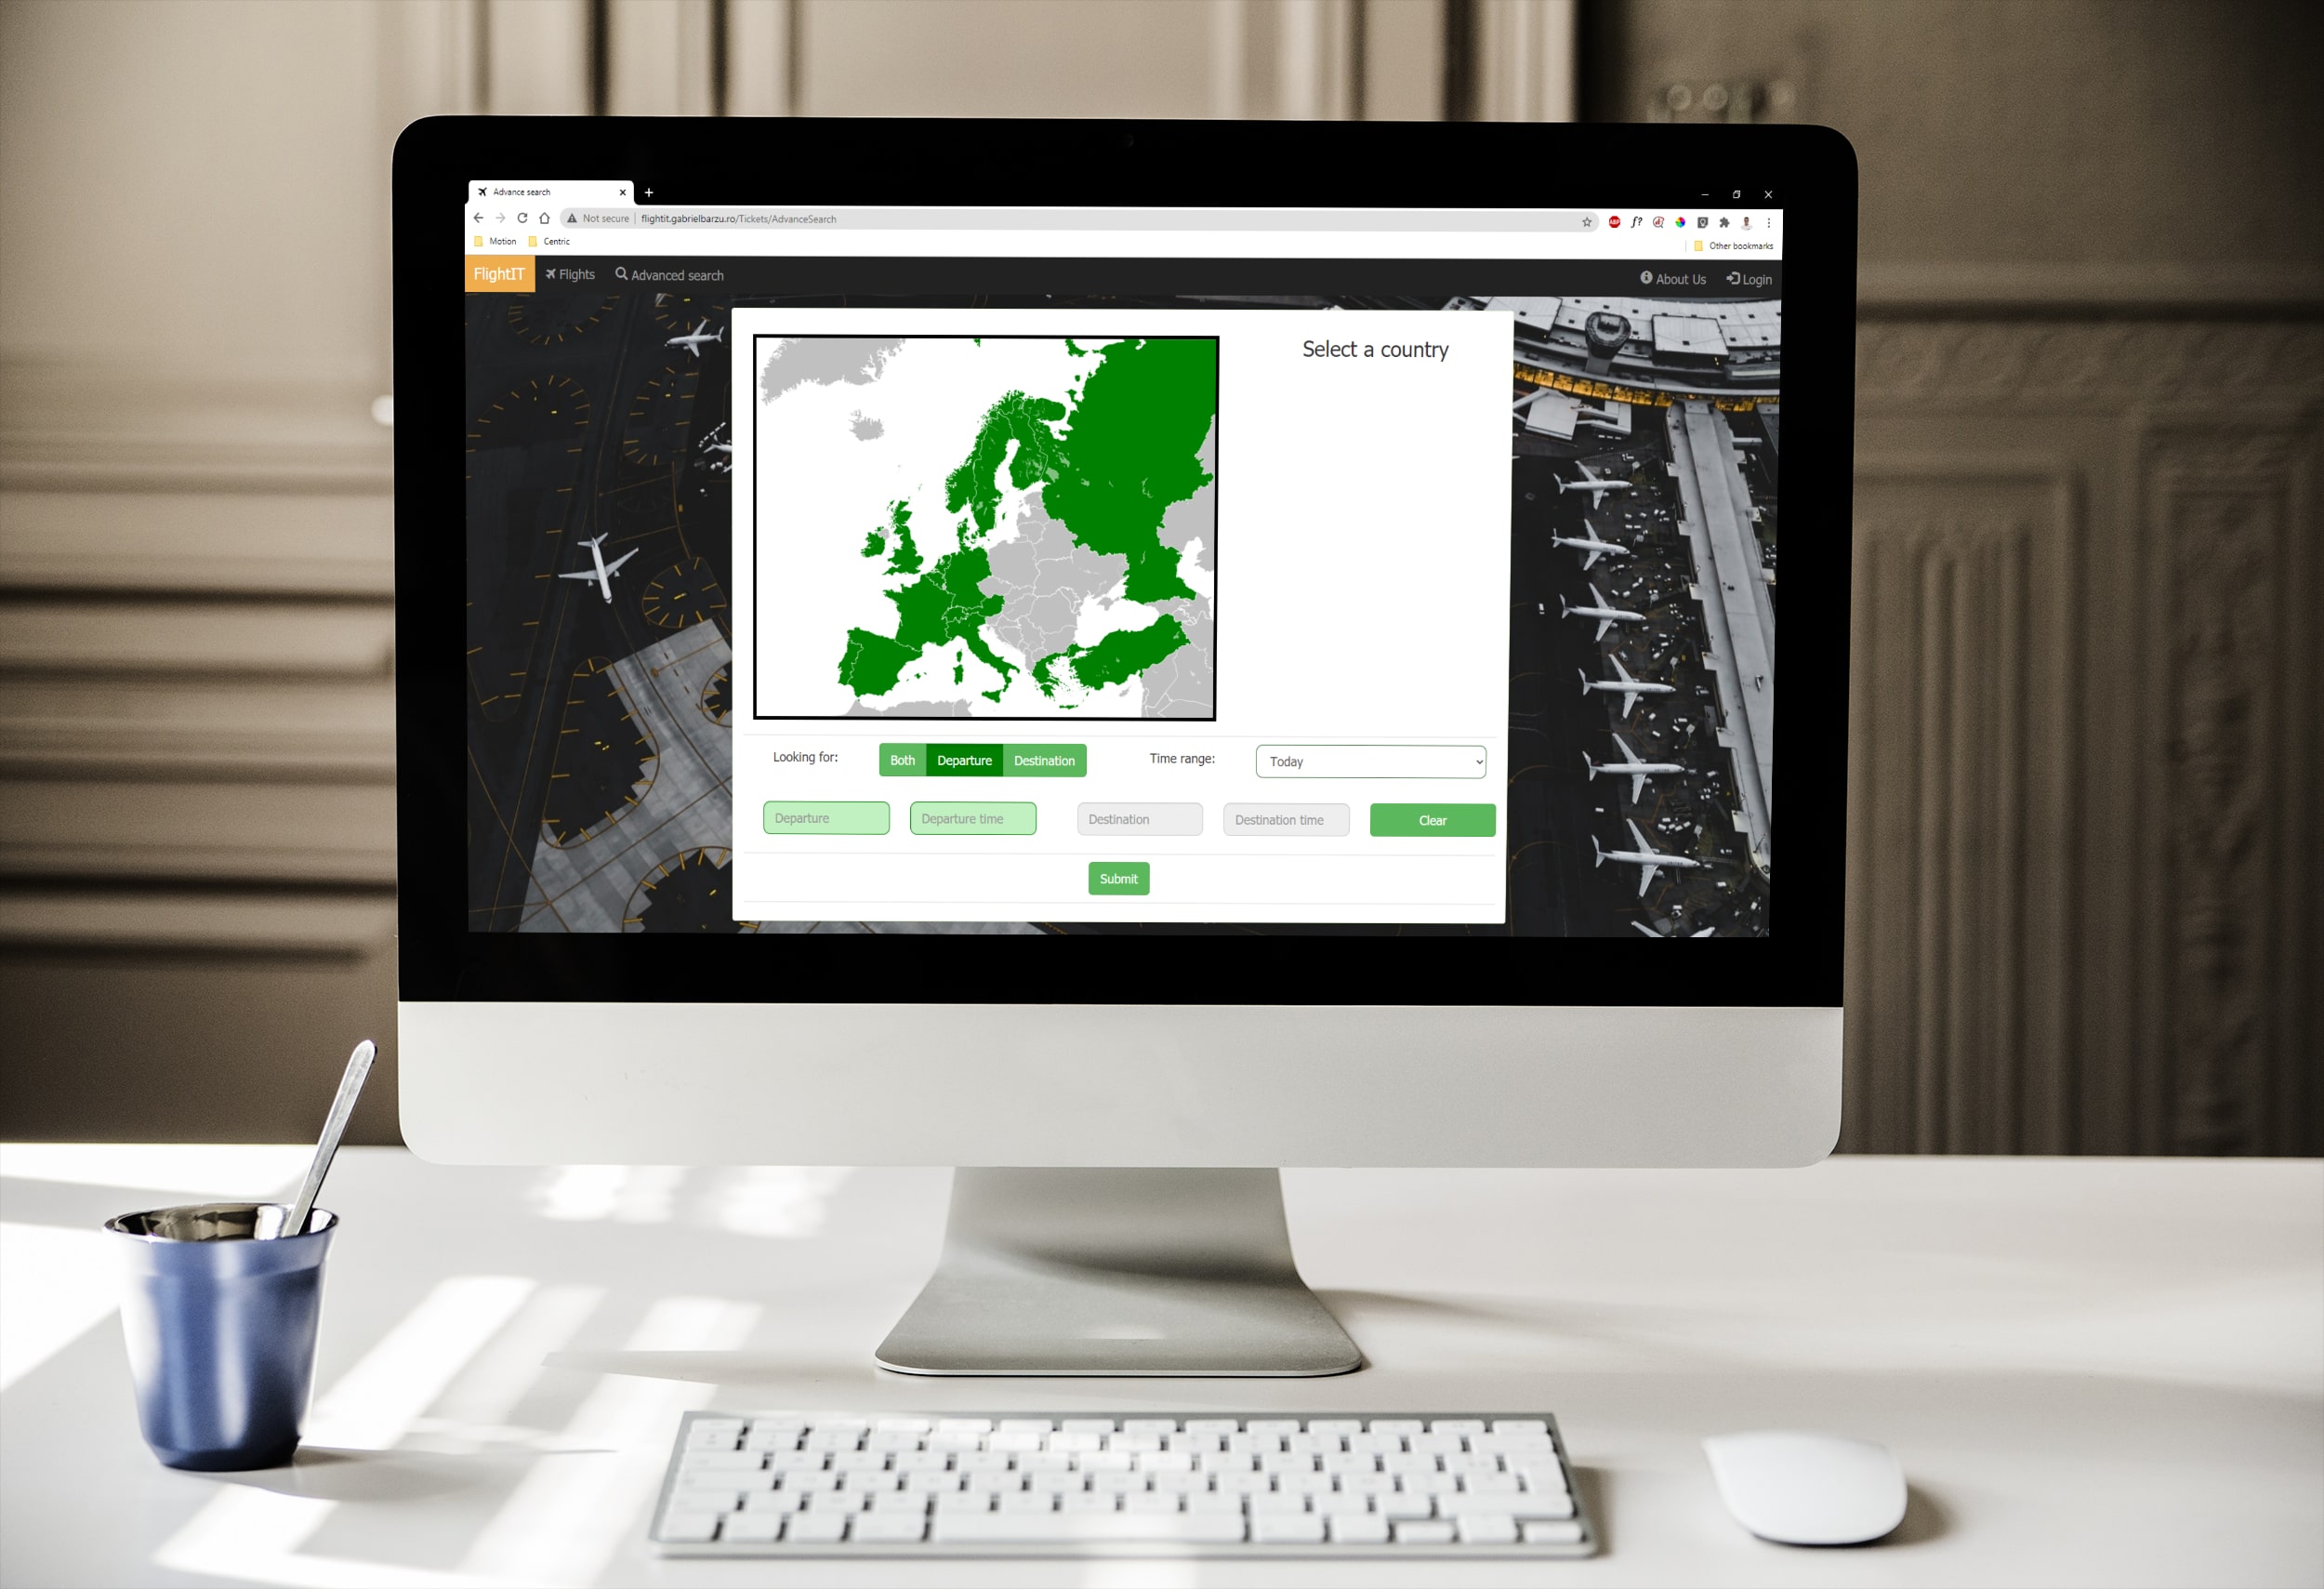 Advance search
Not secure flightit.gabrielbarzu.ro/Tickets/AdvanceSearch
ABP f?
Motion Centric Other bookmarks
FlightIT Flights Advanced search About Us Login
Select a country
Looking for: Both Departure Destination Time range: Today
Departure Departure time Destination Destination time Clear
Submit